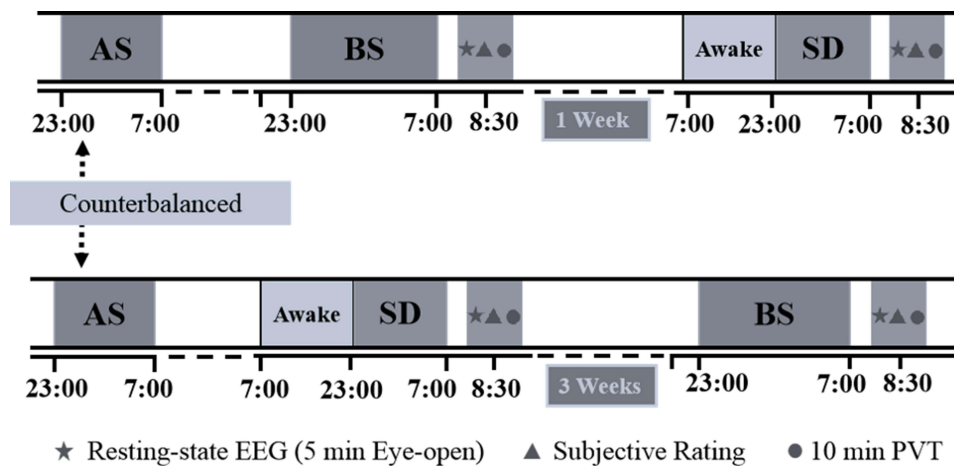 AS BS Awake SD
23:00 7:00 23:00 7:00 8:30 1 Week 7:00 23:00 7:00 8:30
Counterbalanced
AS Awake SD BS
23:00 7:00 7:00 23:00 7:00 8:30 3 Weeks 23:00 7:00 8:30
Resting-state EEG (5 min Eye-open) Subjective Rating 10 min PVT